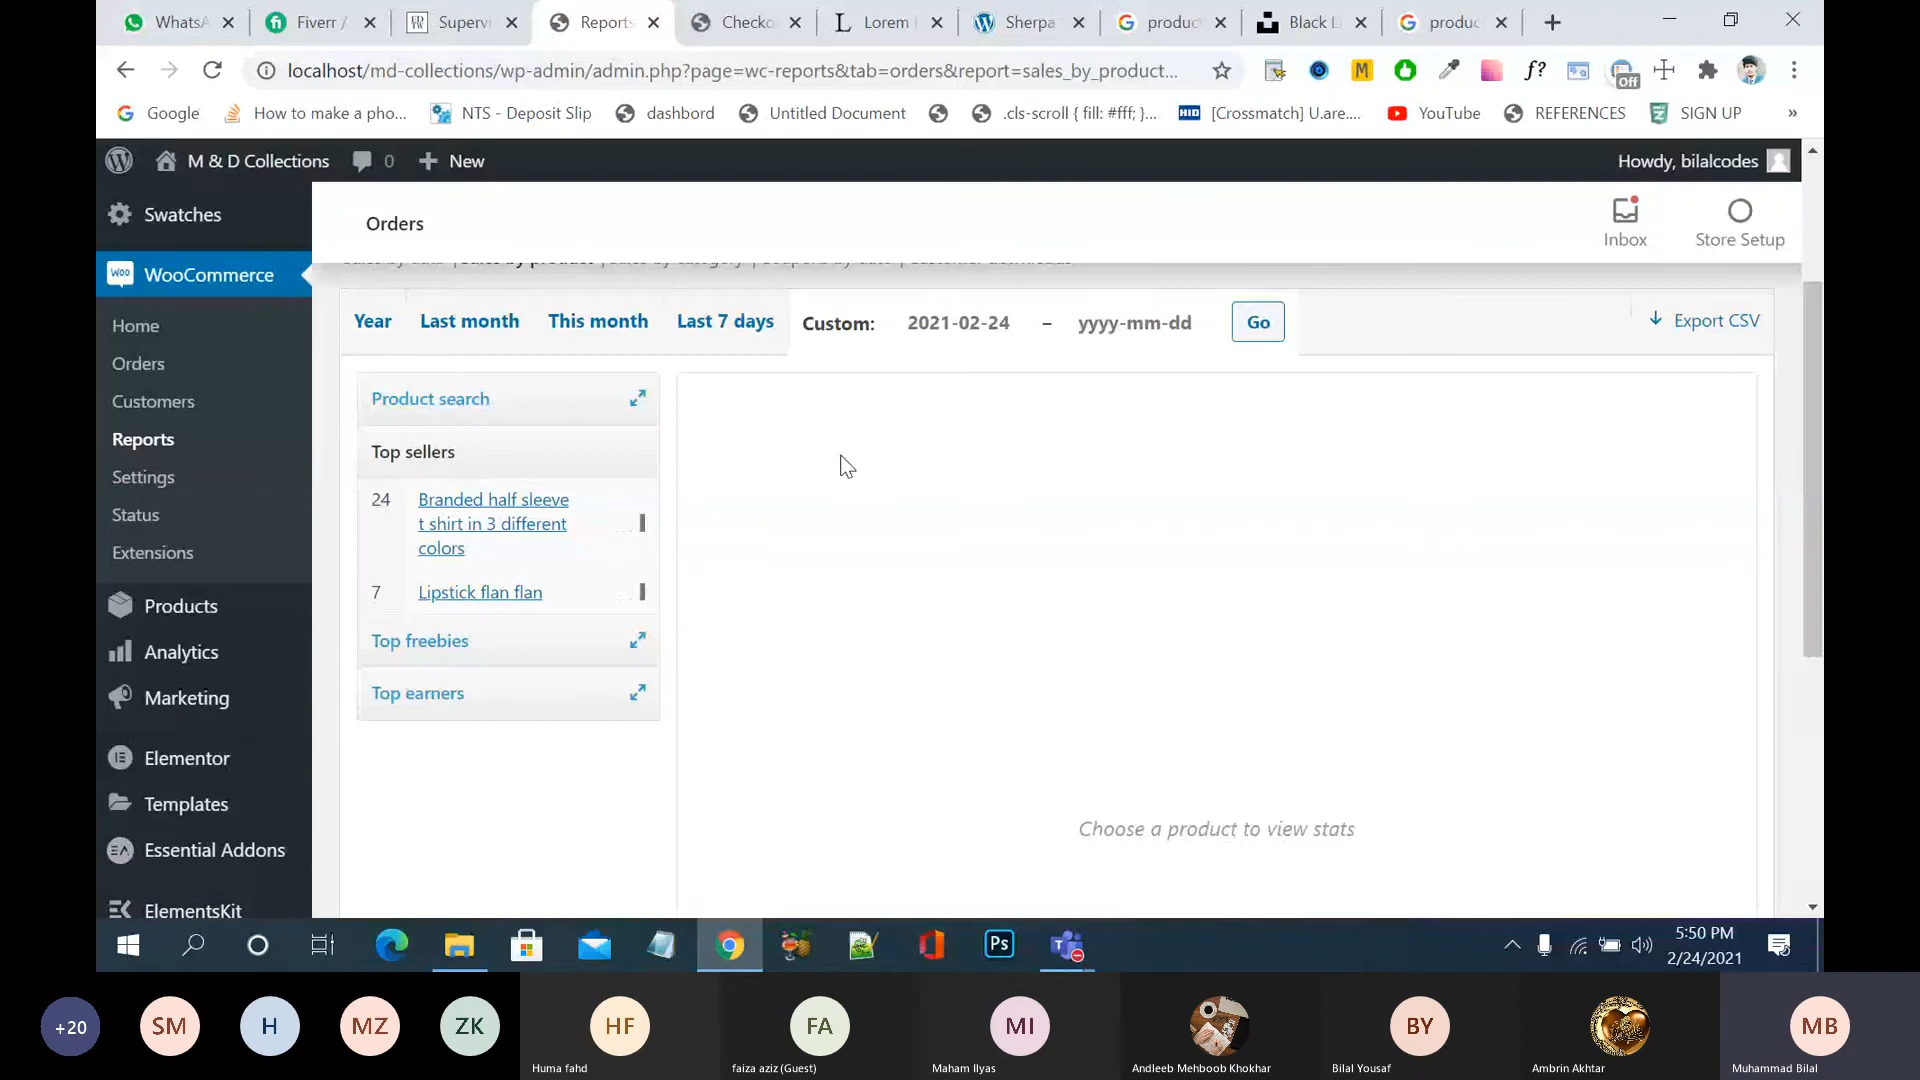 WhatsA
Fiverr /
Supervi
Reports
Checko
Lorem
Sherpa
produc
Black L
produc
localhost/md-collections/wp-admin/admin.php?page=wc-reports&tab=orders&report=sales_by_product...
M
f?
Off
Google
How to make a pho...
NTS - Deposit Slip
dashbord
Untitled Document
.cls-scroll { fill: #fff; }...
HID
[Crossmatch] U.are....
YouTube
REFERENCES
SIGN UP
»
M & D Collections
0
New
Howdy, bilalcodes
Swatches
WooCommerce
Home
Orders
Customers
Reports
Settings
Status
Extensions
Products
Analytics
Marketing
Elementor
Templates
Essential Addons
ElementsKit
Orders
Inbox
Store Setup
Year
Last month
This month
Last 7 days
Custom:
2021-02-24
–
yyyy-mm-dd
Go
Export CSV
Product search
Top sellers
24
Branded half sleeve
t shirt in 3 different
colors
7
Lipstick flan flan
Top freebies
Top earners
Choose a product to view stats
Ps
5:50 PM
2/24/2021
+20
SM
H
MZ
ZK
HF
Huma fahd
FA
faiza aziz (Guest)
MI
Maham Ilyas
Andleeb Mehboob Khokhar
BY
Bilal Yousaf
Ambrin Akhtar
MB
Muhammad Bilal